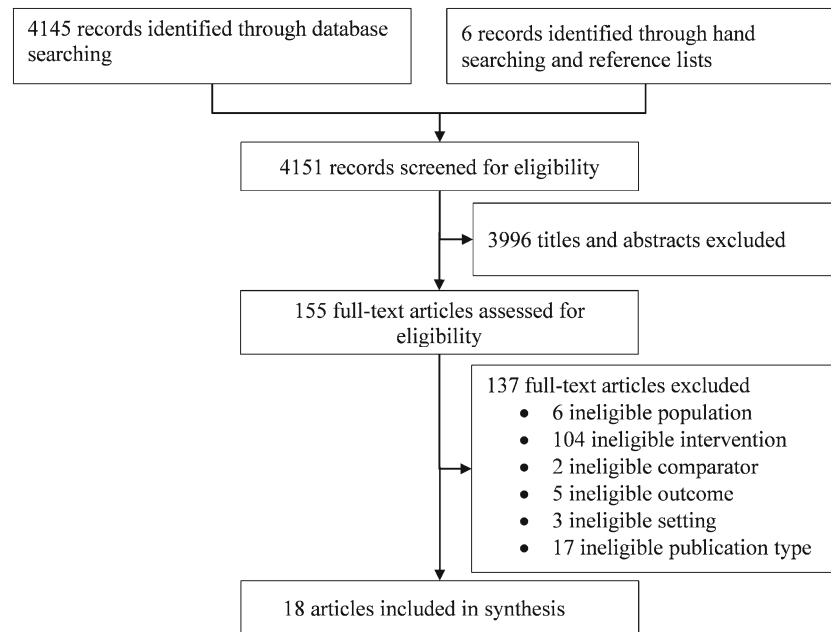 4145 records identified through database
searching
6 records identified through hand
searching and reference lists
4151 records screened for eligibility
3996 titles and abstracts excluded
155 full-text articles assessed for
eligibility
137 full-text articles excluded
• 6 ineligible population
• 104 ineligible intervention
• 2 ineligible comparator
• 5 ineligible outcome
• 3 ineligible setting
• 17 ineligible publication type
18 articles included in synthesis